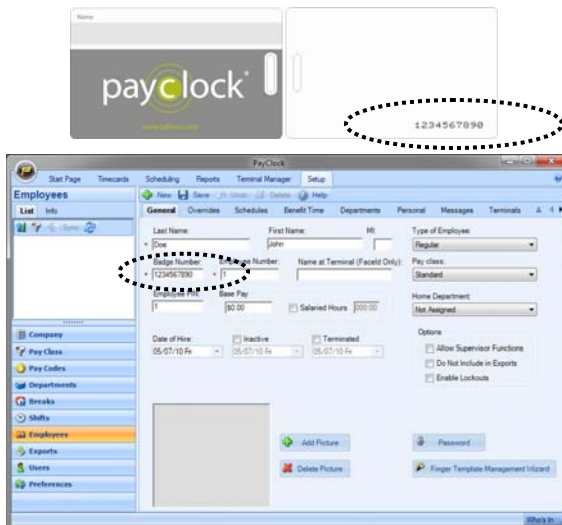 Name
payclock
1234567890
PayClock
Start Page Timecards Scheduling Reports Terminal Manager Setup
Employees
New Save Undo Delete Help
List Info
General Overrides Schedules Benefit Time Departments Personal Messages Terminals A
Sync
Last Name: First Name: MI: Type of Employee:
Doe John Regular
Badge Number: Employee Number: Name at Terminal (FaceId Only): Pay class:
1234567890 1 Standard
Employee PIN: Base Pay Home Department:
1 $0.00 Salaried Hours 000.00 Not Assigned
Company
Pay Class
Pay Codes
Departments
Breaks
Shifts
Employees
Exports
Users
Preferences
Date of Hire: Inactive Terminated: Options
05/07/10 Fr 05/07/10 Fr 05/07/10 Fr Allow Supervisor Functions
Do Not Include in Exports
Enable Lockouts
Add Picture Password
Delete Picture Finger Template Management Wizard
Who's In